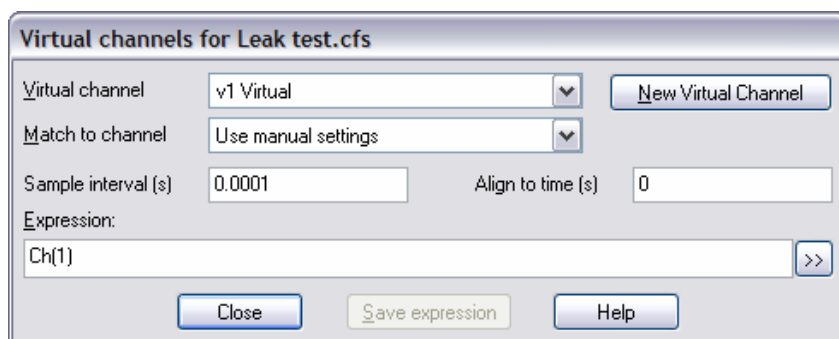 Virtual channels for Leak test.cfs
Virtual channel v1 Virtual New Virtual Channel
Match to channel Use manual settings
Sample interval (s) 0.0001 Align to time (s) 0
Expression:
Ch(1) >>
Close Save expression Help